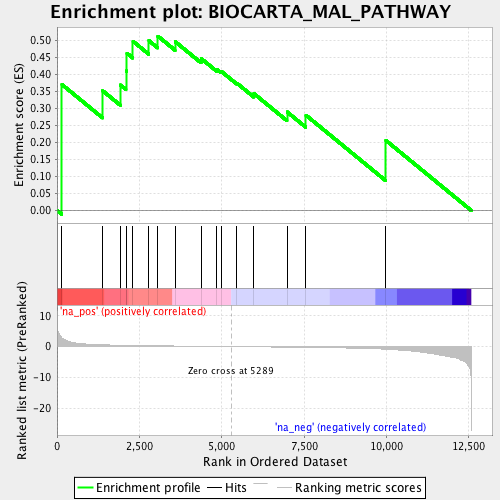 Enrichment plot: BIOCARTA_MAL_PATHWAY
Enrichment score (ES)
0.50
0.45
0.40
0.35
0.30
0.25
0.20
0.15
0.10
0.05
0.00
'na_pos' (positively correlated)
Ranked list metric (PreRanked)
10
0
-10
-20
Zero cross at 5289
'na_neg' (negatively correlated)
0
2,500
5,000
7,500
10,000
12,500
Rank in Ordered Dataset
Enrichment profile
Hits
Ranking metric scores